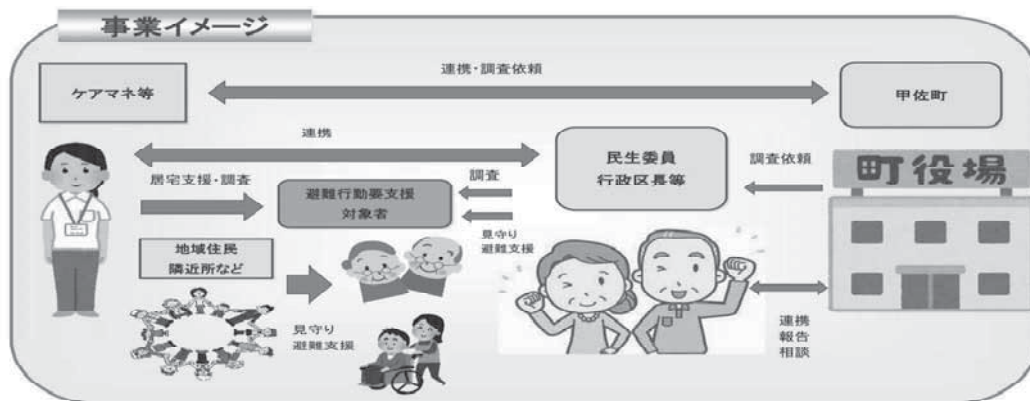 事業イメージ
連携・調査依頼
ケアマネ等
甲佐町
連携
民生委員
行政区長等
調査依頼
町役場
居宅支援・調査
調査
避難行動要支援
対象者
見守り
避難支援
地域住民
隣近所など
見守り
避難支援
連携
報告
相談